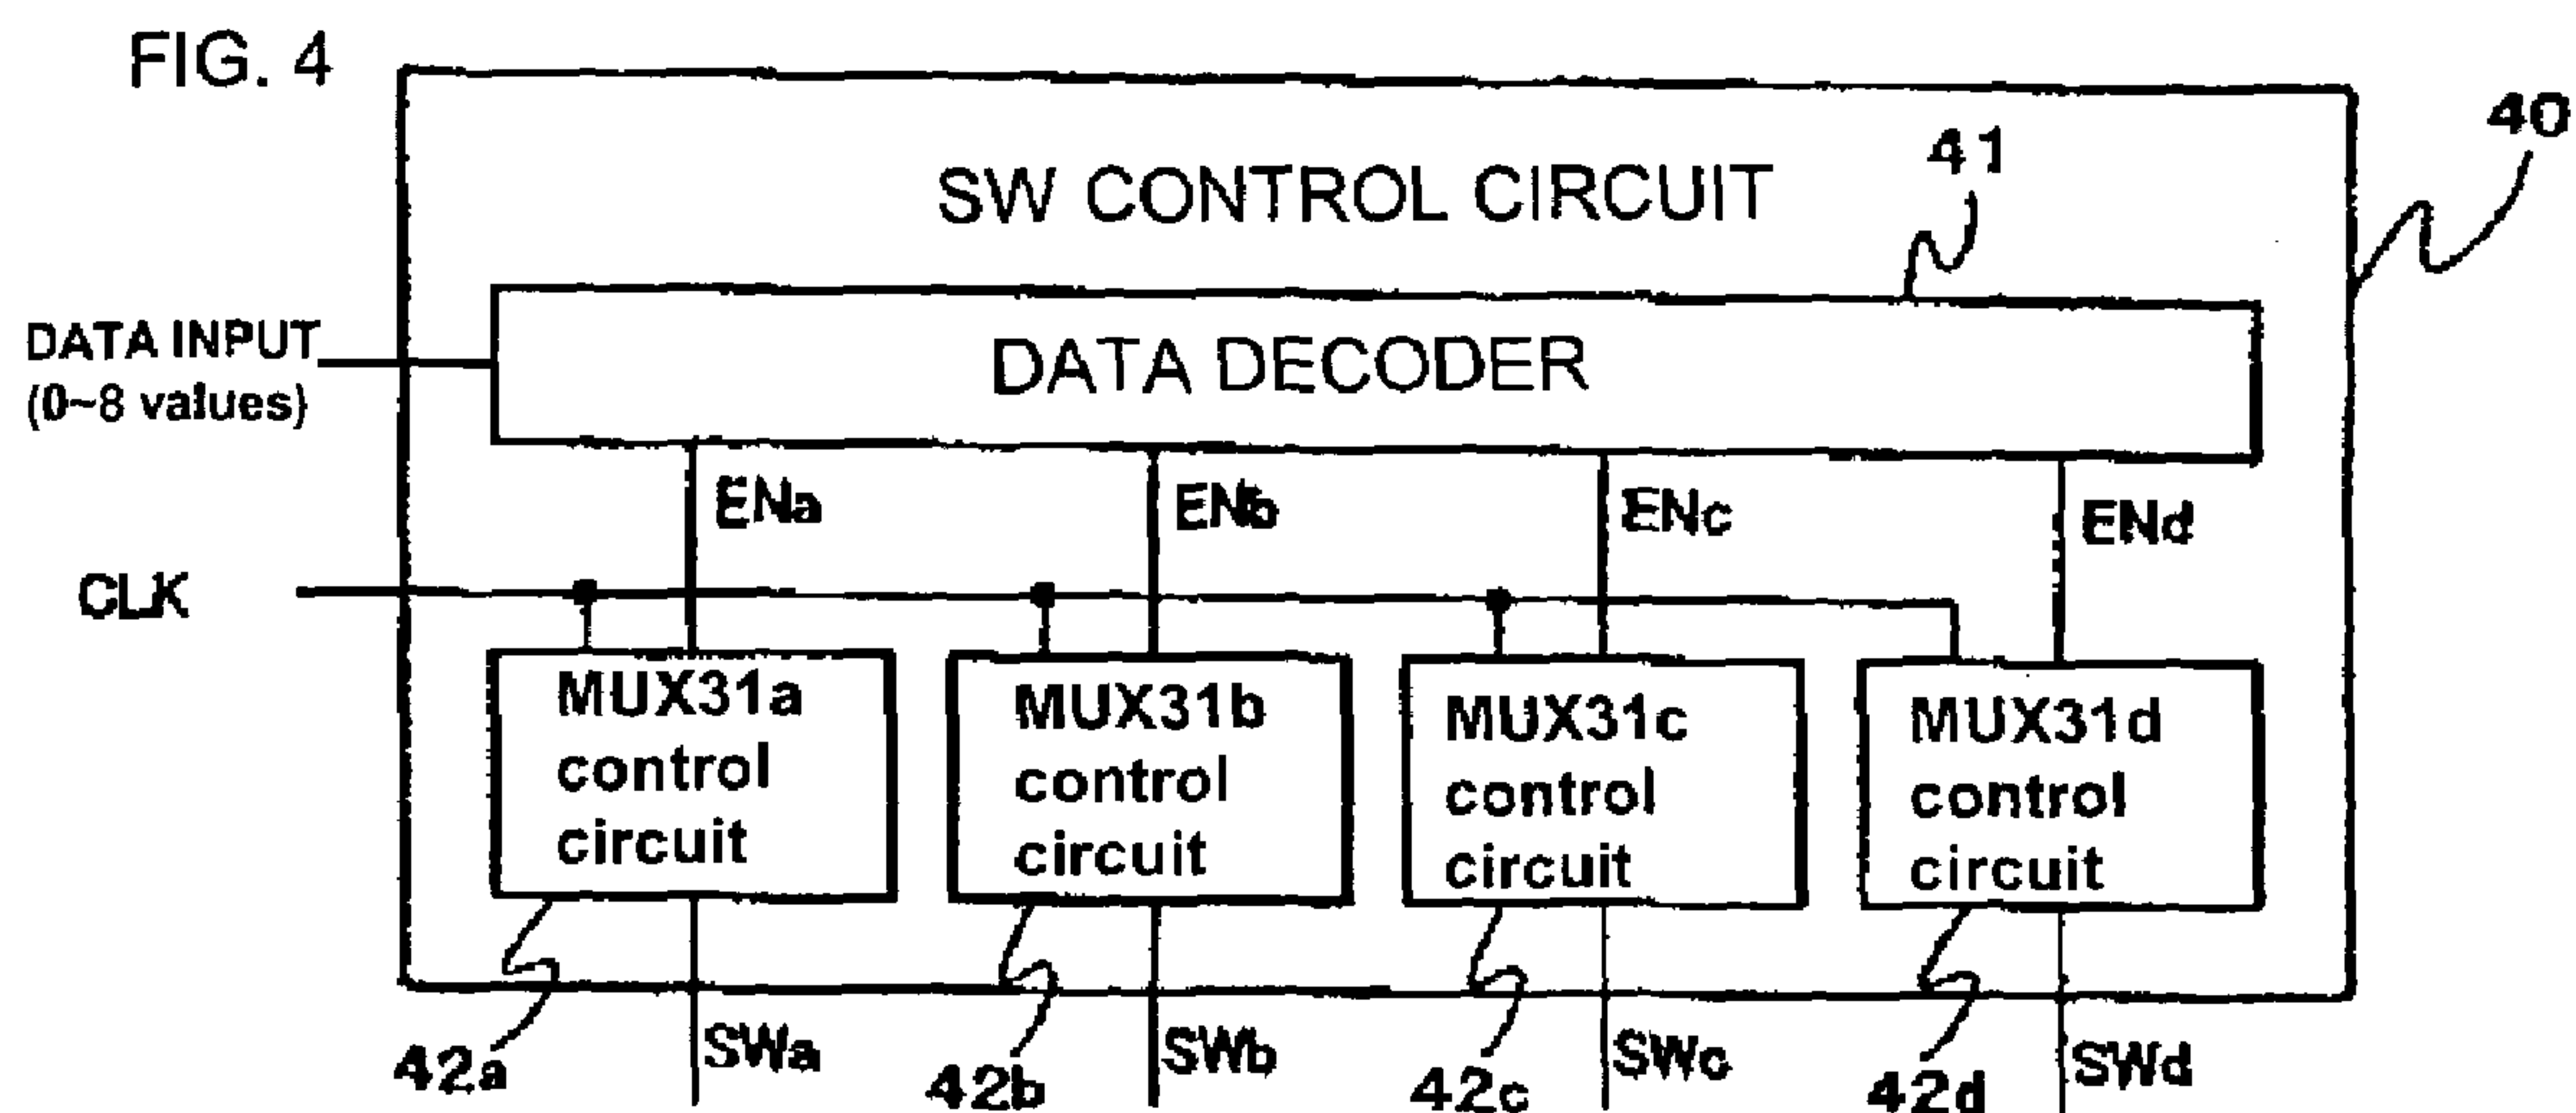 FIG. 4
40
41
SW CONTROL CIRCUIT
DATA INPUT
(0~8 values)
DATA DECODER
ENa
ENb
ENc
ENd
CLK
MUX31a
control
circuit
MUX31b
control
circuit
MUX31c
control
circuit
MUX31d
control
circuit
42a
SWa
42b
SWb
42c
SWc
42d
SWd